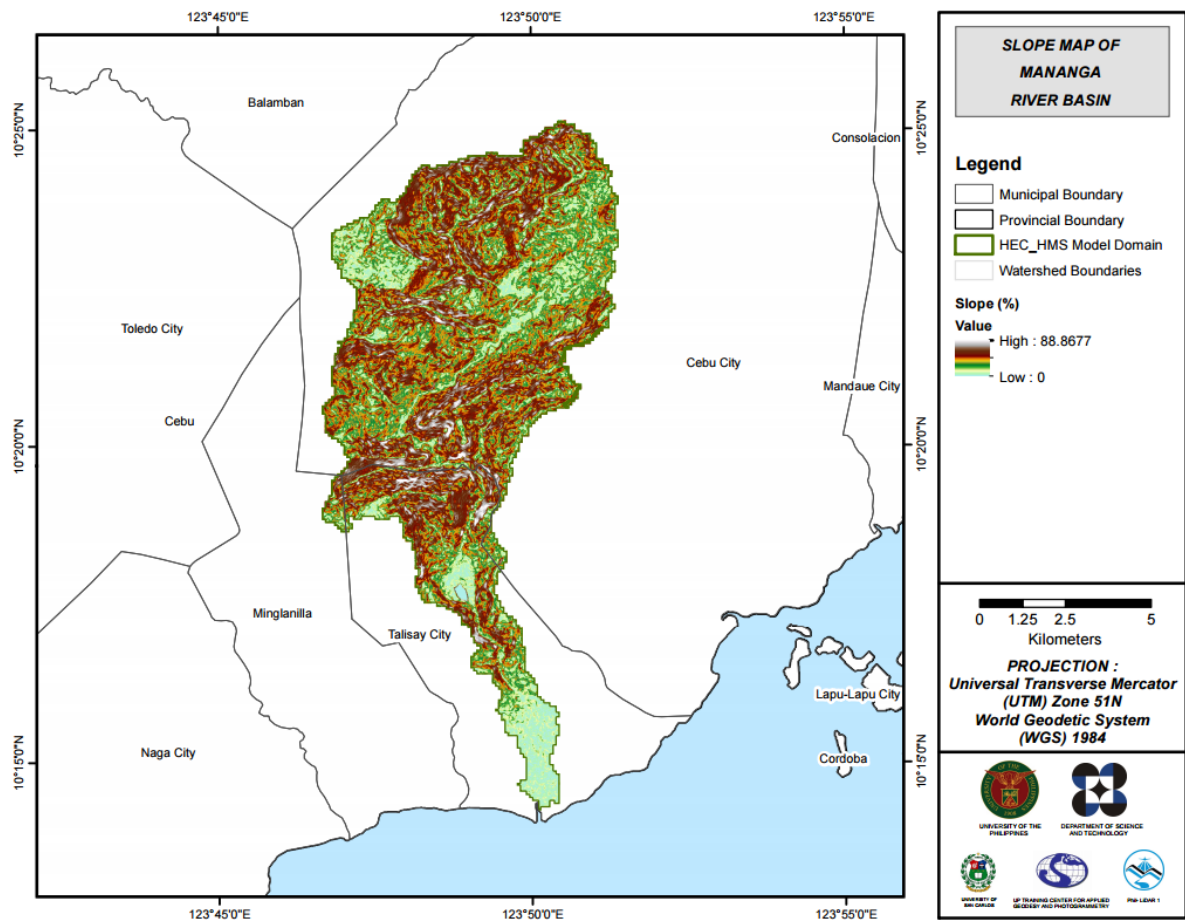 123°45'0"E
123°50'0"E
123°55'0"E
10°25'0"N
10°20'0"N
10°15'0"N
Balamban
Consolacion
Toledo City
Cebu City
Mandaue City
Cebu
Minglanilla
Talisay City
Lapu-Lapu City
Naga City
Cordoba
10°25'0"N
10°20'0"N
10°15'0"N
123°45'0"E
123°50'0"E
123°55'0"E
SLOPE MAP OF
MANANGA
RIVER BASIN
Legend
Municipal Boundary
Provincial Boundary
HEC_HMS Model Domain
Watershed Boundaries
Slope (%)
Value
High : 88.8677
Low : 0
0 1.25 2.5 5
Kilometers
PROJECTION :
Universal Transverse Mercator
(UTM) Zone 51N
World Geodetic System
(WGS) 1984
UNIVERSITY OF THE
PHILIPPINES
DEPARTMENT OF SCIENCE
AND TECHNOLOGY
UNIVERSITY OF
SAN CARLOS
UP TRAINING CENTER FOR APPLIED
GEODESY AND PHOTOGRAMMETRY
Phil- LiDAR 1